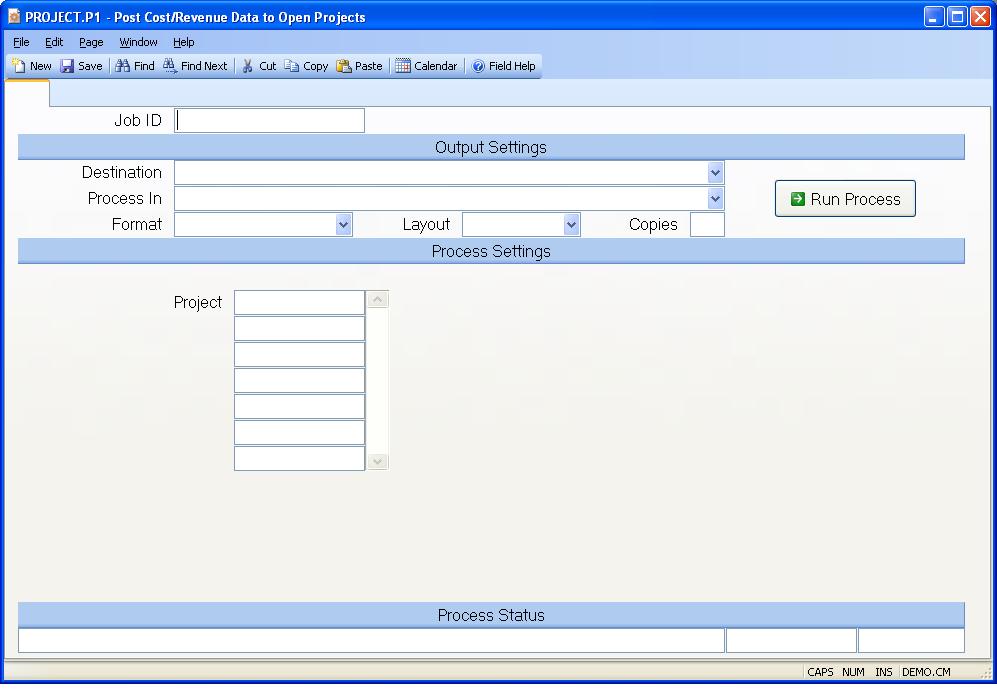 PROJECT.P1 - Post Cost/Revenue Data to Open Projects
File Edit Page Window Help
New Save Find Find Next Cut Copy Paste Calendar Field Help
Job ID
Output Settings
Destination
Process In
Run Process
Format Layout Copies
Process Settings
Project
Process Status
CAPS NUM INS DEMO.CM